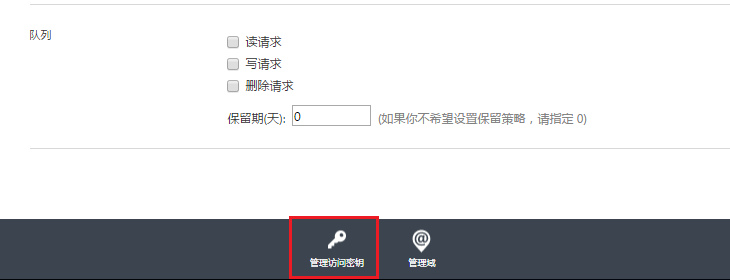 队列
读请求
写请求
删除请求
保留期(天): 0 (如果你不希望设置保留策略，请指定 0)
管理访问密钥
管理域